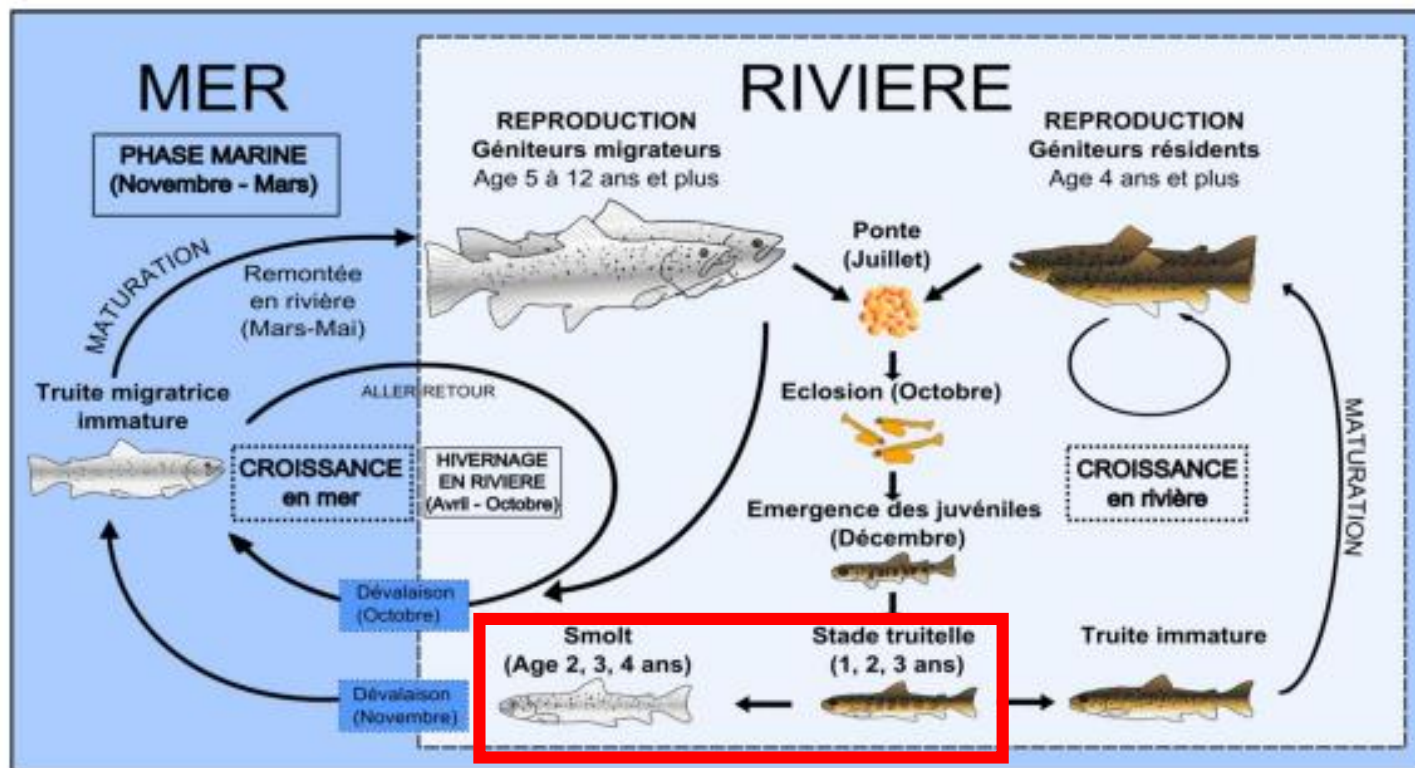 MER
PHASE MARINE
(Novembre - Mars)
MATURATION
Remontée
en rivière
(Mars-Mai)
Truite migratrice
immature
ALLER RETOUR
CROISSANCE
en mer
HIVERNAGE
EN RIVIERE
(Avril - Octobre)
Dévalaison
(Octobre)
Dévalaison
(Novembre)
RIVIERE
REPRODUCTION
Géniteurs migrateurs
Age 5 à 12 ans et plus
REPRODUCTION
Géniteurs résidents
Age 4 ans et plus
Ponte
(Juillet)
Eclosion (Octobre)
Emergence des juvéniles
(Décembre)
CROISSANCE
en rivière
MATURATION
Smolt
(Age 2, 3, 4 ans)
Stade truitelle
(1, 2, 3 ans)
Truite immature